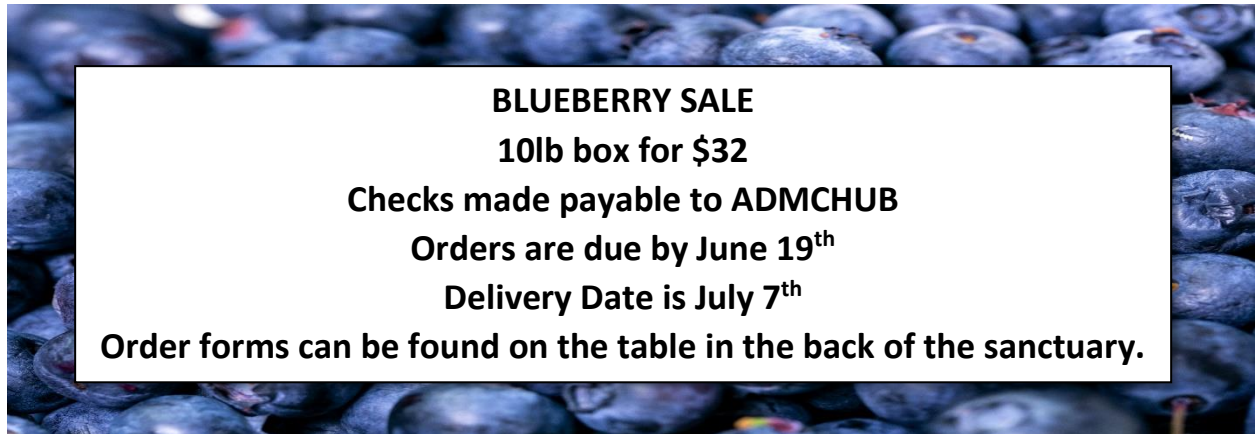 BLUEBERRY SALE
10lb box for $32
Checks made payable to ADMCHUB
Orders are due by June 19th
Delivery Date is July 7th
Order forms can be found on the table in the back of the sanctuary.